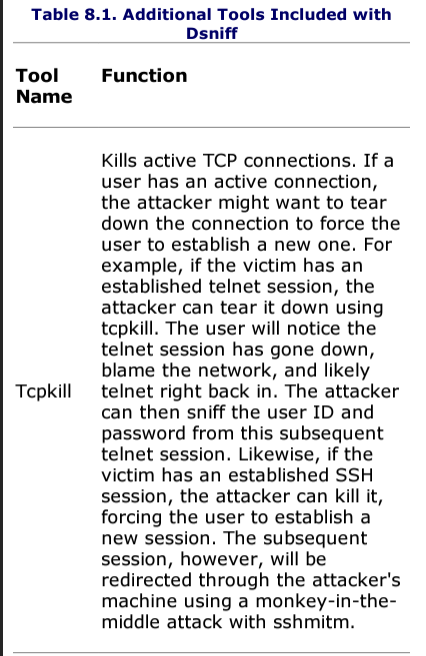 Table 8.1. Additional Tools Included with
Dsniff
Tool
Name
Function
Tcpkill
Kills active TCP connections. If a
user has an active connection,
the attacker might want to tear
down the connection to force the
user to establish a new one. For
example, if the victim has an
established telnet session, the
attacker can tear it down using
tcpkill. The user will notice the
telnet session has gone down,
blame the network, and likely
telnet right back in. The attacker
can then sniff the user ID and
password from this subsequent
telnet session. Likewise, if the
victim has an established SSH
session, the attacker can kill it,
forcing the user to establish a
new session. The subsequent
session, however, will be
redirected through the attacker's
machine using a monkey-in-the-
middle attack with sshmitm.